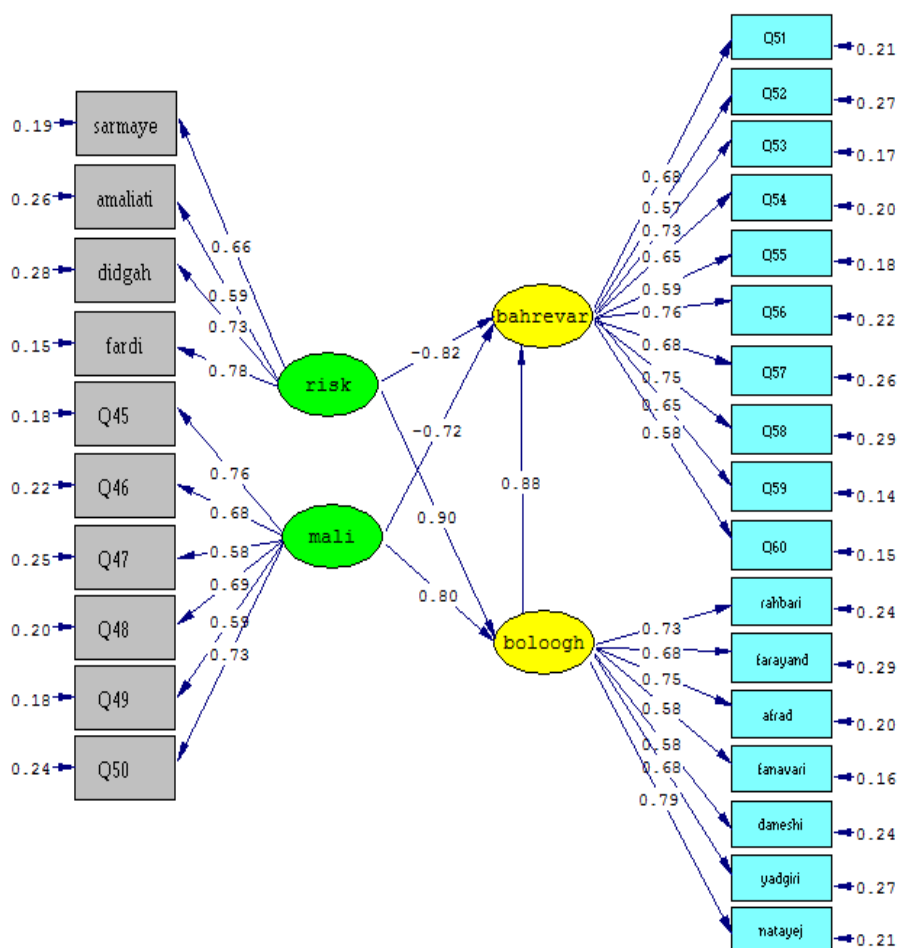 0.19 sarmaye
0.26 amaliati
0.28 didgah
0.15 fardi
0.18 Q45
0.22 Q46
0.25 Q47
0.20 Q48
0.18 Q49
0.24 Q50
0.66
0.59
0.73
0.78
0.76
0.68
0.58
0.69
0.59
0.73
risk
mali
-0.82
-0.72
0.90
0.80
0.88
bahrevar
boloogh
0.68
0.57
0.73
0.65
0.59
0.76
0.68
0.75
0.65
0.58
0.73
0.68
0.75
0.58
0.58
0.68
0.79
Q51 0.21
Q52 0.27
Q53 0.17
Q54 0.20
Q55 0.18
Q56 0.22
Q57 0.26
Q58 0.29
Q59 0.14
Q60 0.15
rahbari 0.24
farayand 0.29
afrad 0.20
fanavari 0.16
daneshi 0.24
yadgiri 0.27
natayej 0.21